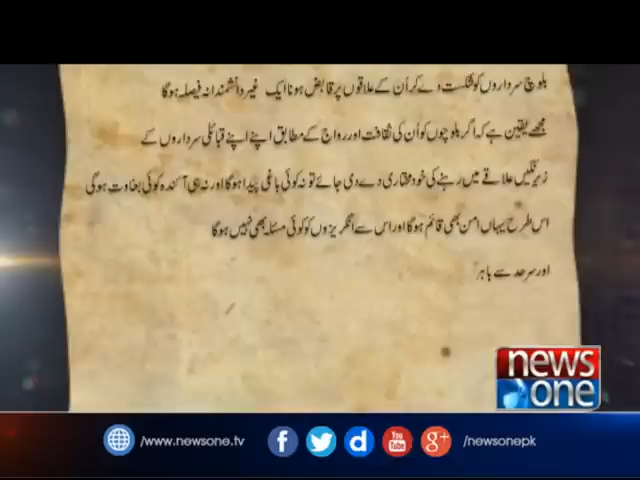 بلوچ سرداروں کو شکست دے کر اُن کے علاقوں پر قابض ہونا ایک غیر دانشمندانہ فیصلہ ہوگا
مجھے یقین ہے کہ اگر بلوچوں کو اُن کی ثقافت اور رواج کے مطابق اپنے اپنے قبائلی سرداروں کے
زیرِنگیں علاقے میں رہنے کی خود مختاری دے دی جائے تو نہ کوئی باغی پیدا ہوگا اور نہ ہی آئندہ کوئی بغاوت ہوگی
اس طرح یہاں امن بھی قائم ہوگا اور اس سے انگریزوں کو کوئی مسئلہ بھی نہیں ہوگا
اور سرحد سے باہر
news
one
/www.newsone.tv
f
d
You
Tube
g+
/newsonepk